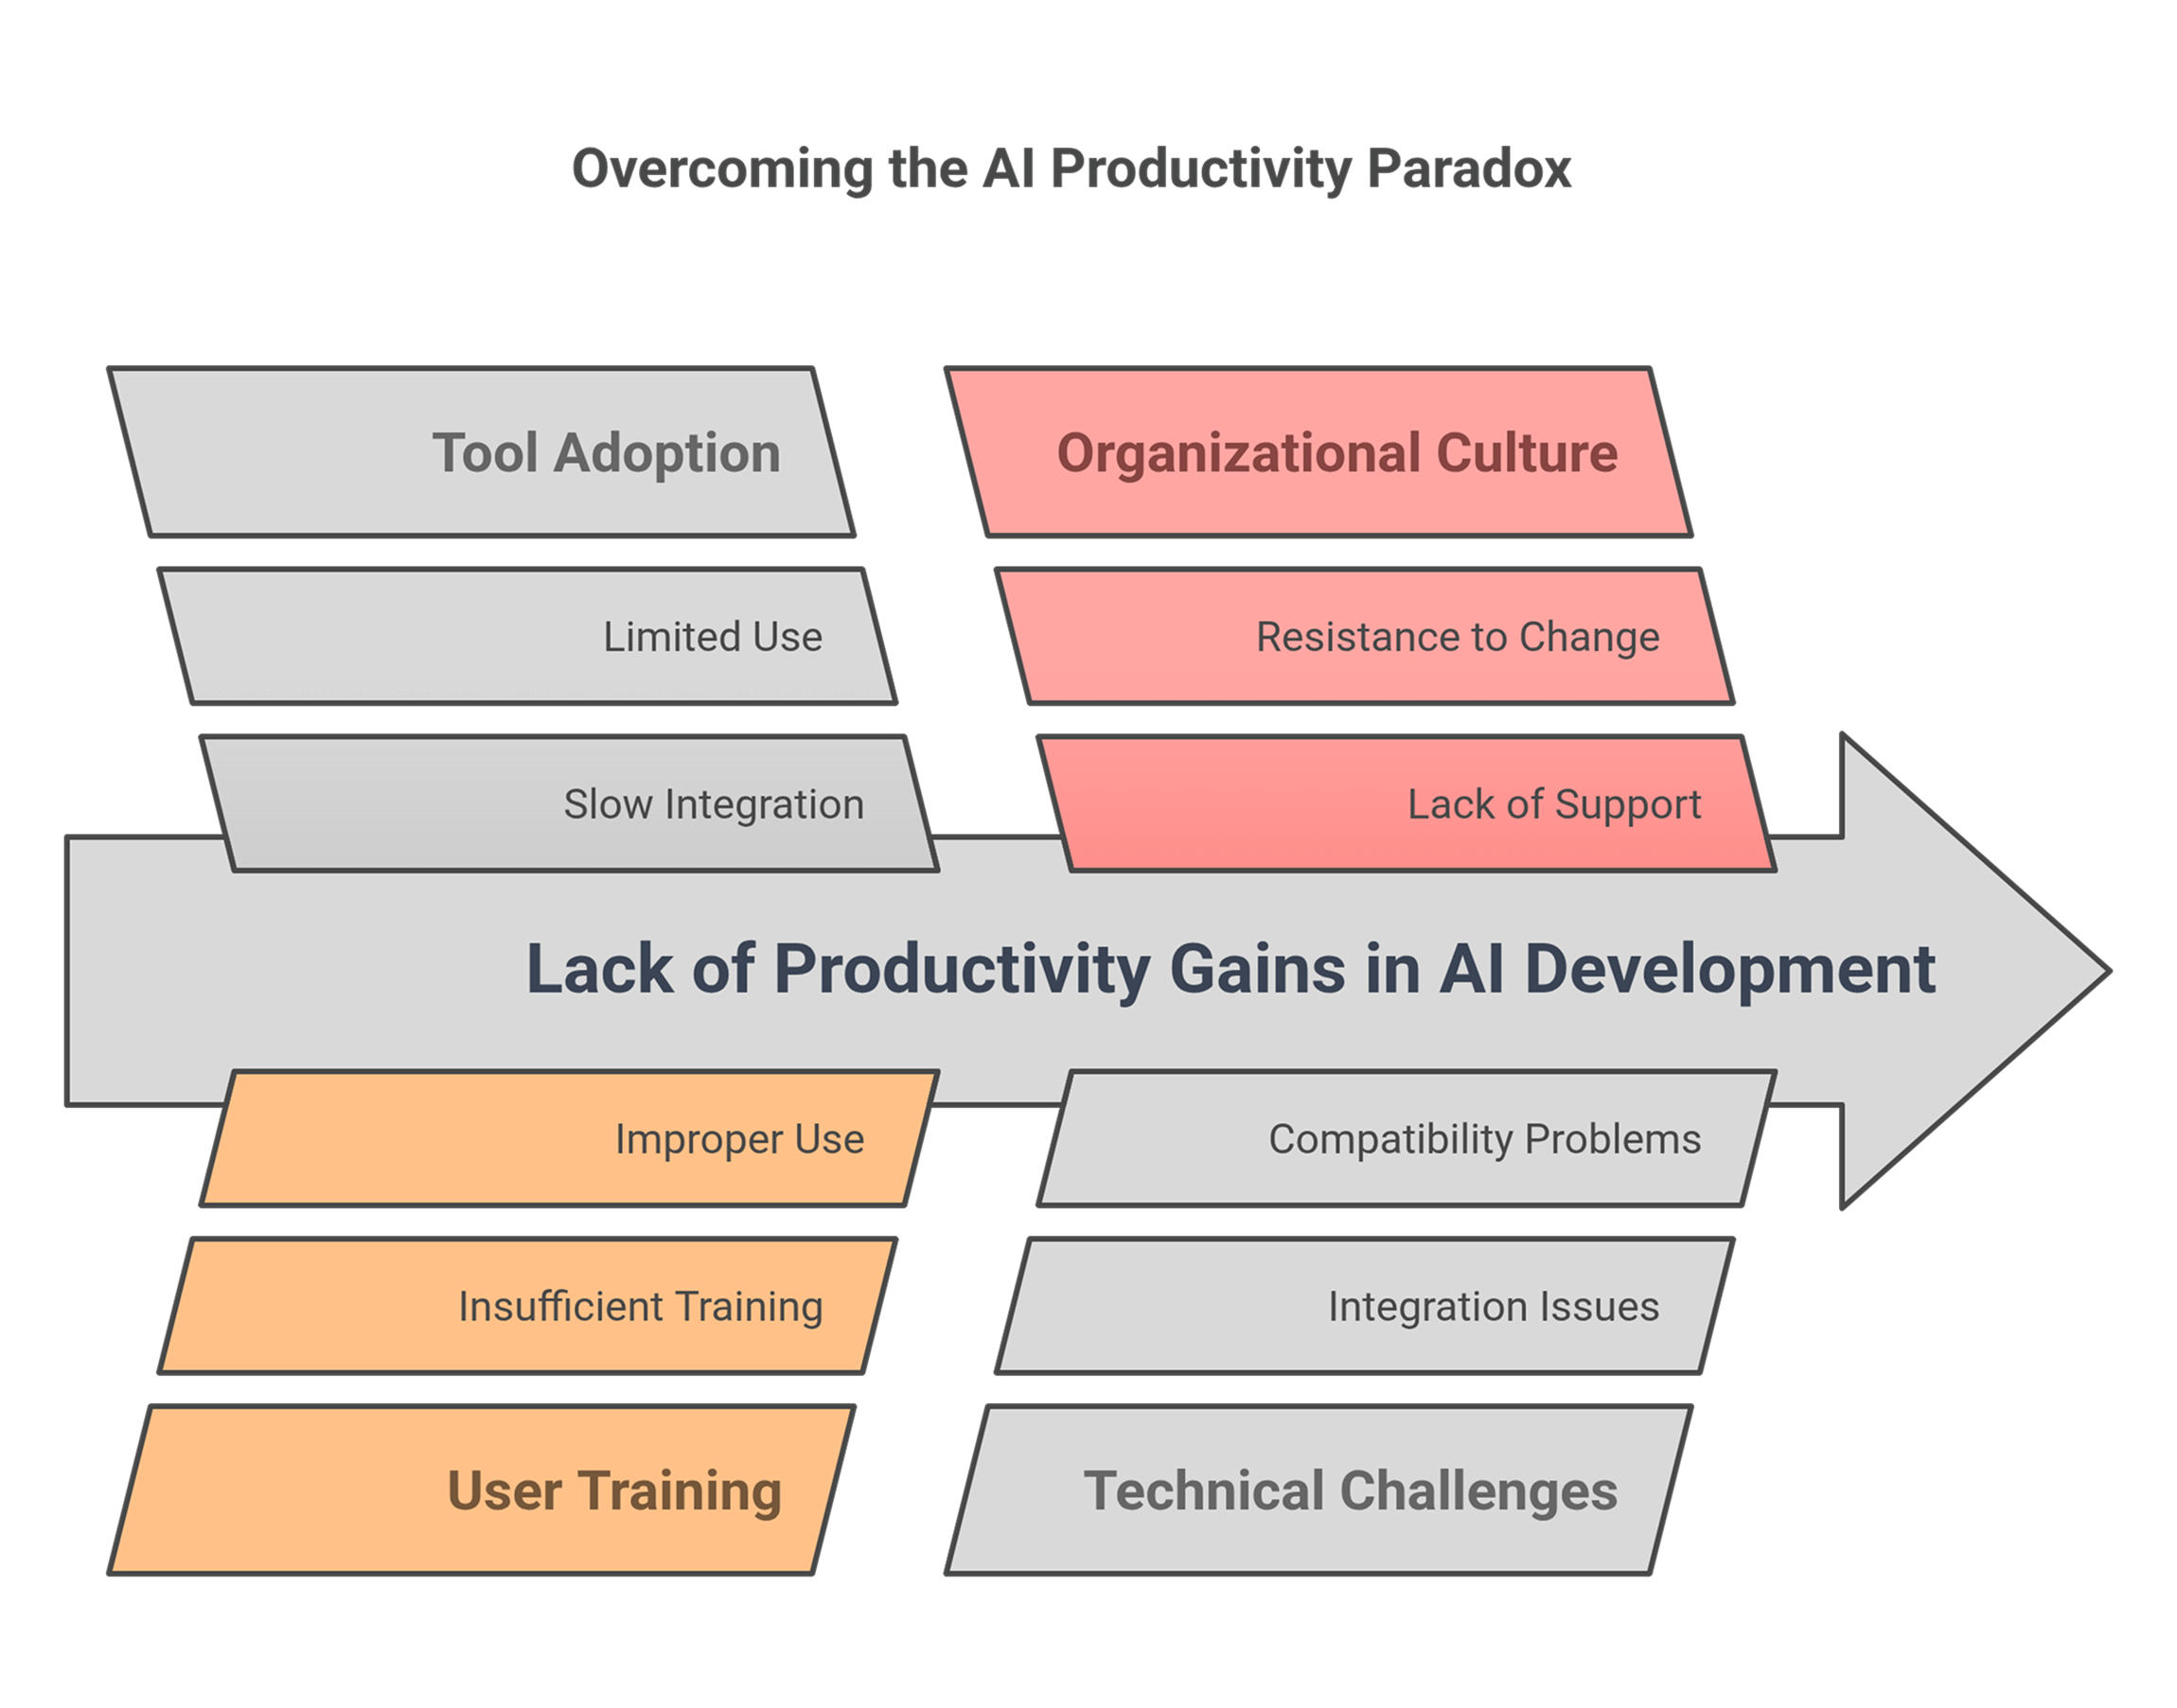 Overcoming the AI Productivity Paradox
Tool Adoption
Limited Use
Slow Integration
Organizational Culture
Resistance to Change
Lack of Support
Lack of Productivity Gains in AI Development
Improper Use
Insufficient Training
User Training
Compatibility Problems
Integration Issues
Technical Challenges